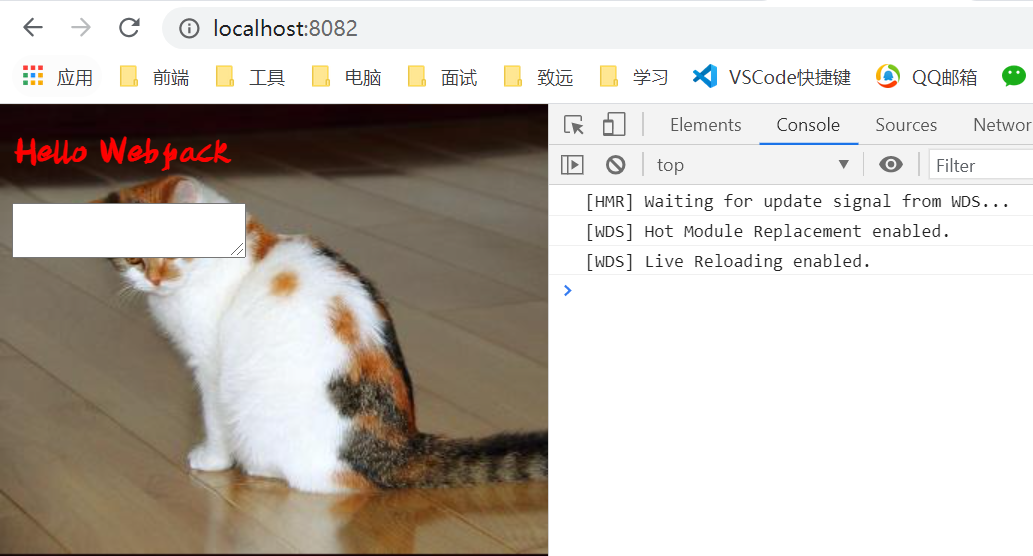 localhost:8082
应用 前端 工具 电脑 面试 致远 学习 VSCode快捷键 QQ邮箱
Hello Webpack
Elements Console Sources Networ
top Filter
[HMR] Waiting for update signal from WDS...
[WDS] Hot Module Replacement enabled.
[WDS] Live Reloading enabled.